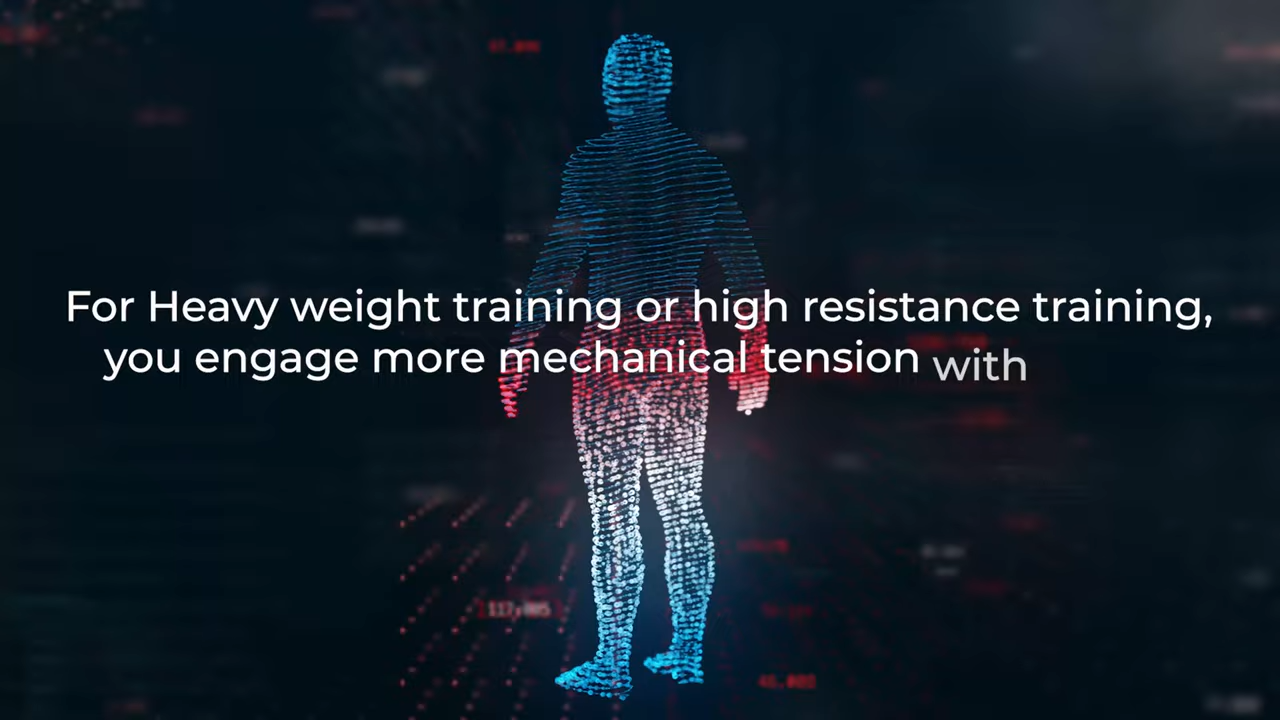 For Heavy weight training or high resistance training,
you engage more mechanical tension with